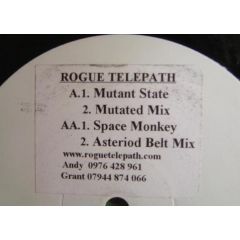 ROGUE TELEPATH
A.1. Mutant State
2. Mutated Mix
AA.1. Space Monkey
2. Asteriod Belt Mix
www.roguetelepath.com
Andy 0976 428 961
Grant 07944 874 066